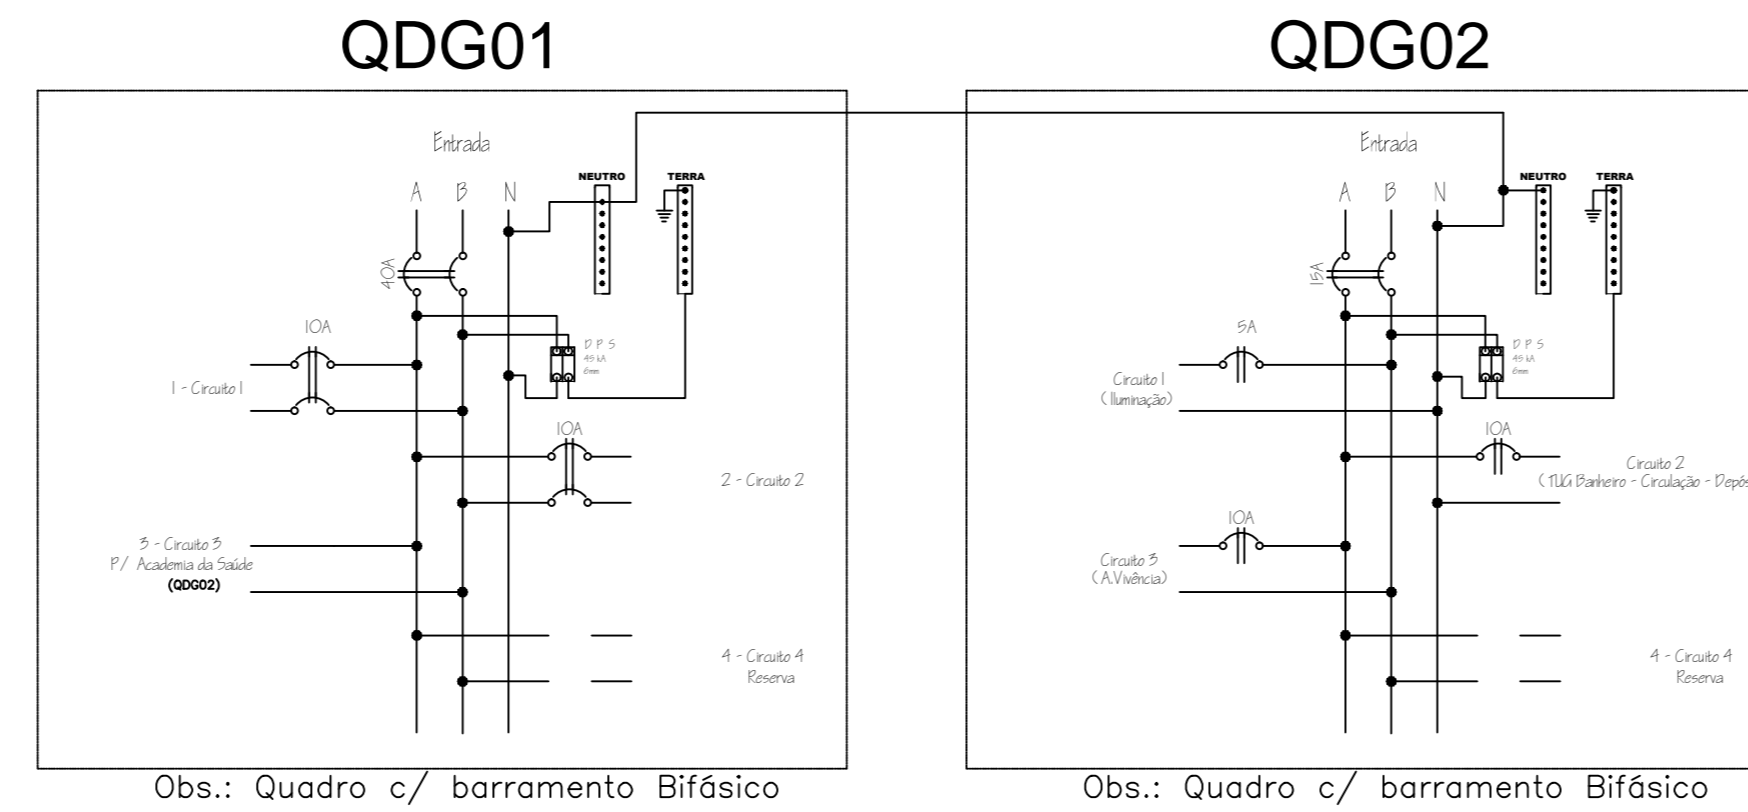 QDG01
Entrada
A B N
NEUTRO
TERRA
40A
10A
D P S
45 kA
6mm
1 - Circuito 1
10A
2 - Circuito 2
3 - Circuito 3
P/ Academia da Saúde
(QDG02)
4 - Circuito 4
Reserva
Obs.: Quadro c/ barramento Bifásico
QDG02
Entrada
A B N
NEUTRO
TERRA
15A
5A
D P S
45 kA
6mm
Circuito 1
(Iluminação)
10A
Circuito 2
( TUG Banheiro - Circulação - Depós
10A
Circuito 3
( A.Vivência)
4 - Circuito 4
Reserva
Obs.: Quadro c/ barramento Bifásico